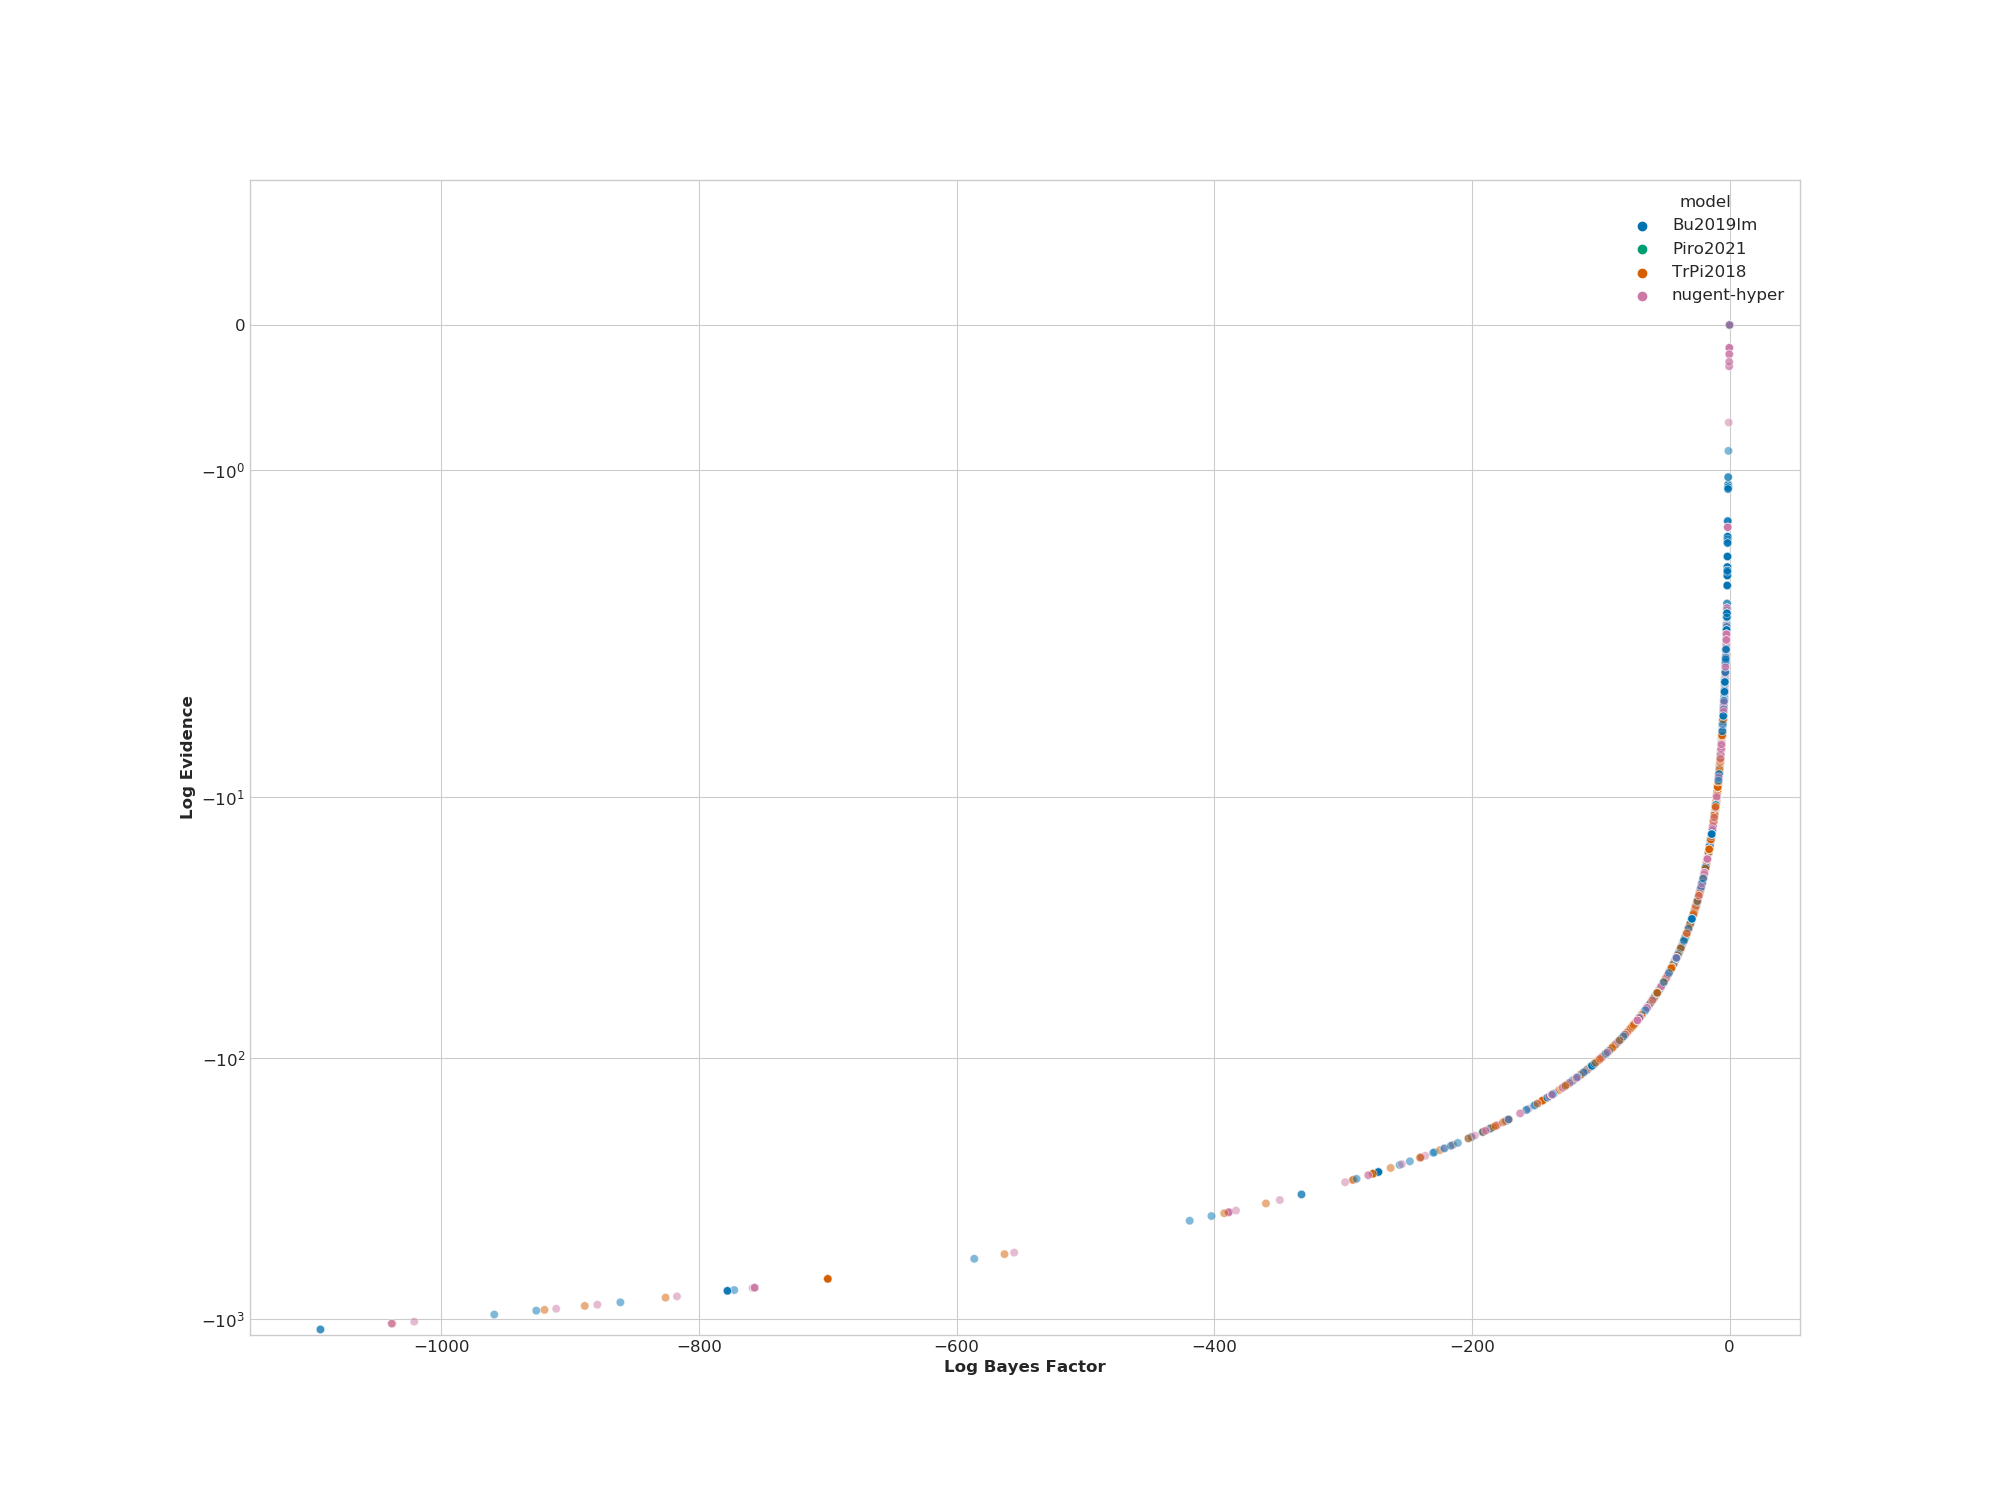 model
Bu2019lm
Piro2021
TrPi2018
nugent-hyper
0
−10⁰
−10¹
−10²
−10³
Log Evidence
−1000
−800
−600
−400
−200
0
Log Bayes Factor